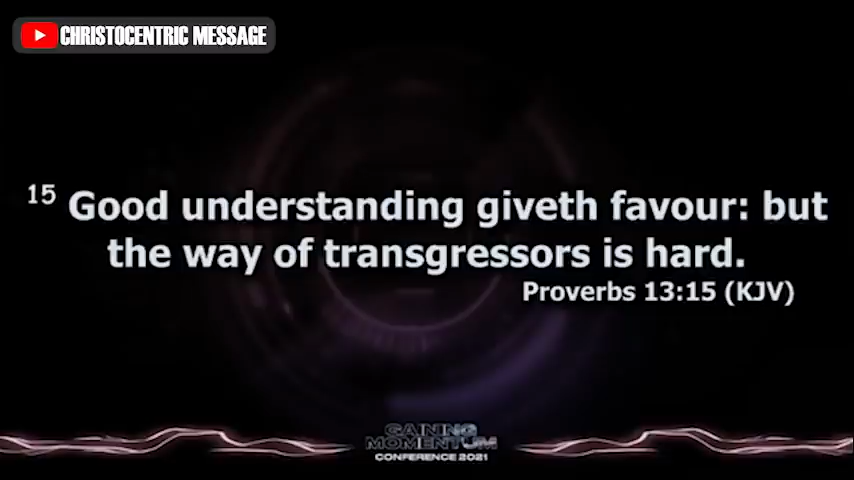 CHRISTOCENTRIC MESSAGE
15 Good understanding giveth favour: but
the way of transgressors is hard.
Proverbs 13:15 (KJV)
GAINING
MOMENTUM
CONFERENCE 2021